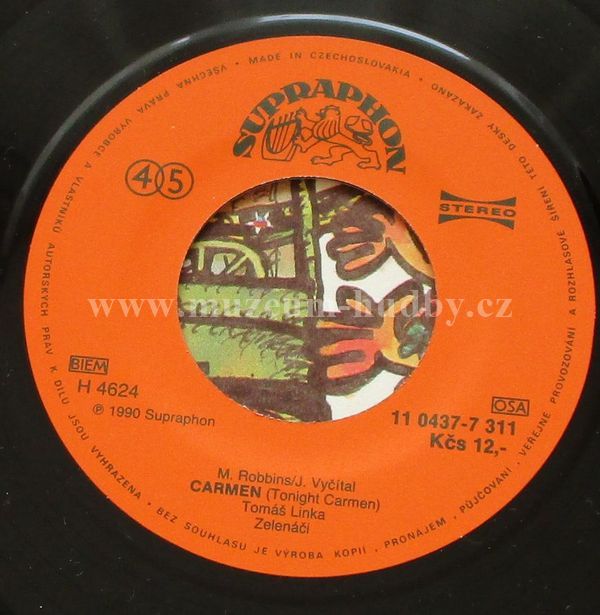 VŠECHNA PRÁVA VÝROBCE A VLASTNÍKŮ AUTORSKÝCH PRÁV K DÍLU JSOU VYHRAZENA • BEZ SOUHLASU JE VÝROBA KOPIÍ, PRONÁJEM, PŮJČOVÁNÍ, VEŘEJNÉ PROVOZOVÁNÍ A ROZHLASOVÉ ŠÍŘENÍ TÉTO DESKY ZAKÁZÁNO • MADE IN CZECHOSLOVAKIA •
SUPRAPHON
45
STEREO
www.muzeum-hudby.cz
BIEM
H 4624
℗ 1990 Supraphon
OSA
11 0437-7 311
Kčs 12,-
M. Robbins/J. Vyčítal
CARMEN (Tonight Carmen)
Tomáš Linka
Zelenáči